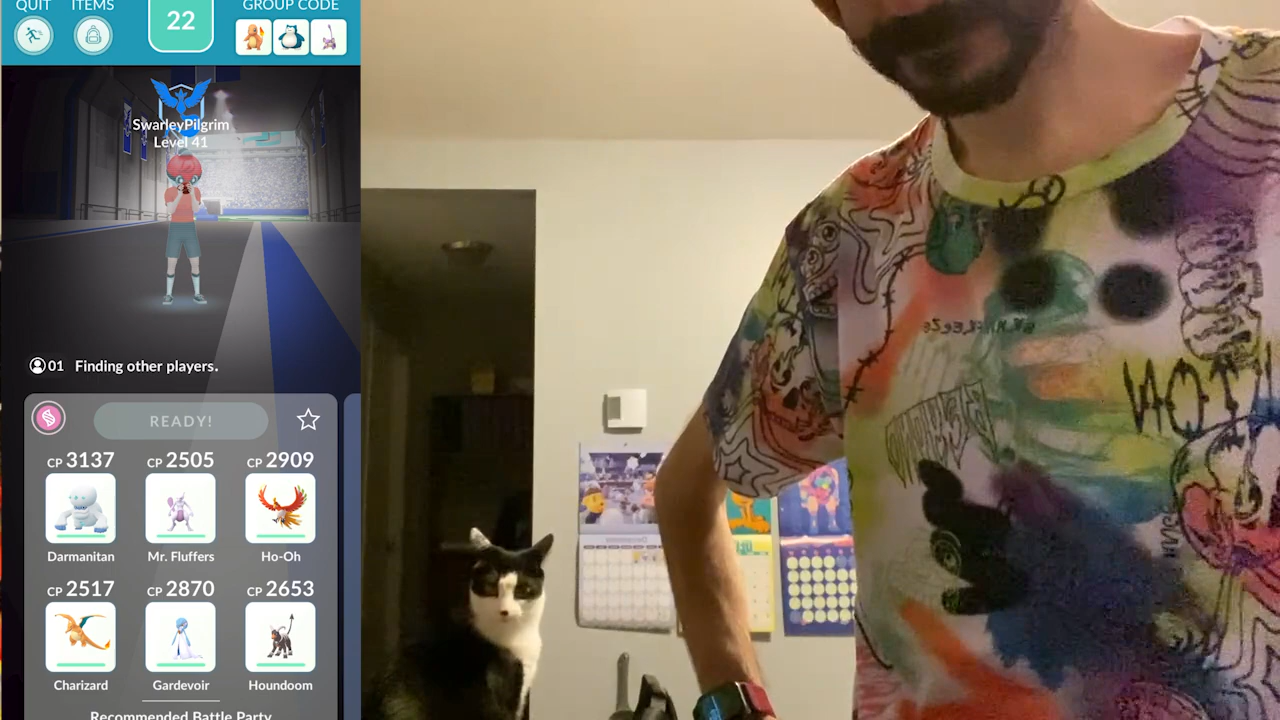 QUIT ITEMS
22
GROUP CODE
SwarleyPilgrim
Level 41
01 Finding other players.
READY!
CP 3137 CP 2505 CP 2909
Darmanitan Mr. Fluffers Ho-Oh
CP 2517 CP 2870 CP 2653
Charizard Gardevoir Houndoom
Recommended Battle Party